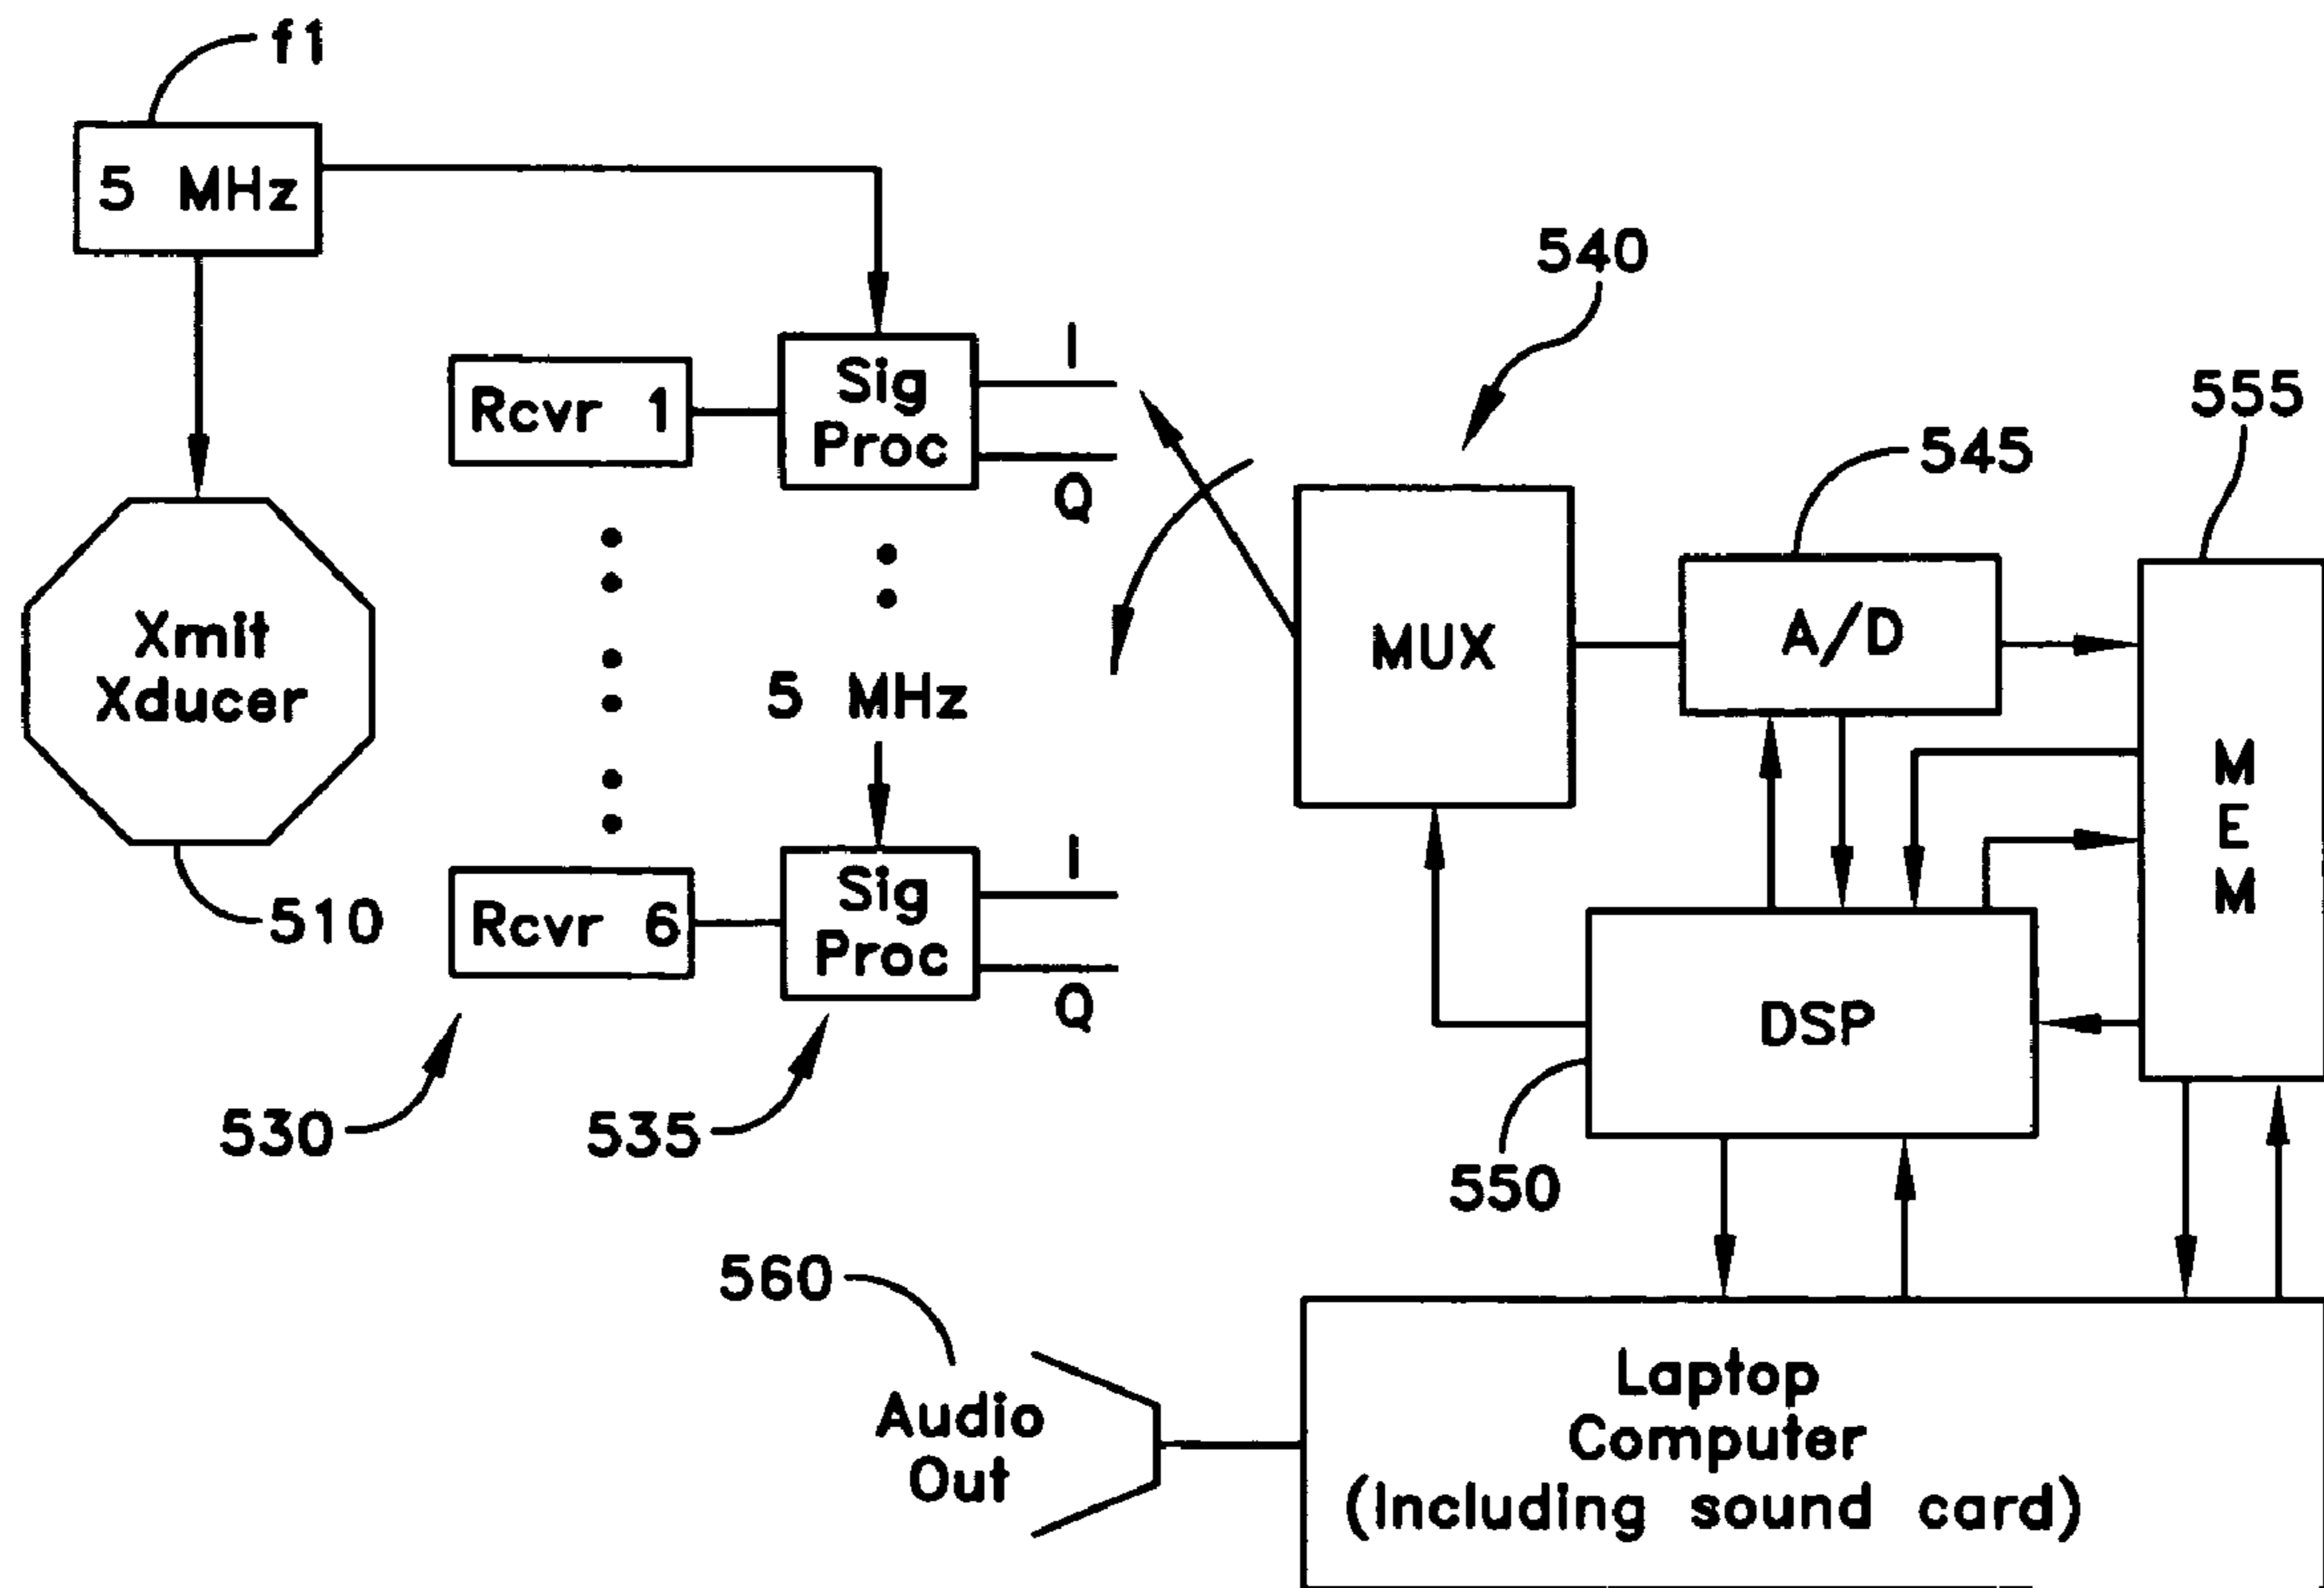 f1
5 MHz
540
I
555
Sig
Proc
Rcvr 1
545
Q
Xmit
Xducer
MUX
A/D
5 MHz
M
E
M
I
Sig
Proc
Rcvr 6
510
Q
DSP
530
535
550
560
Audio
Out
Laptop
Computer
(Including sound card)